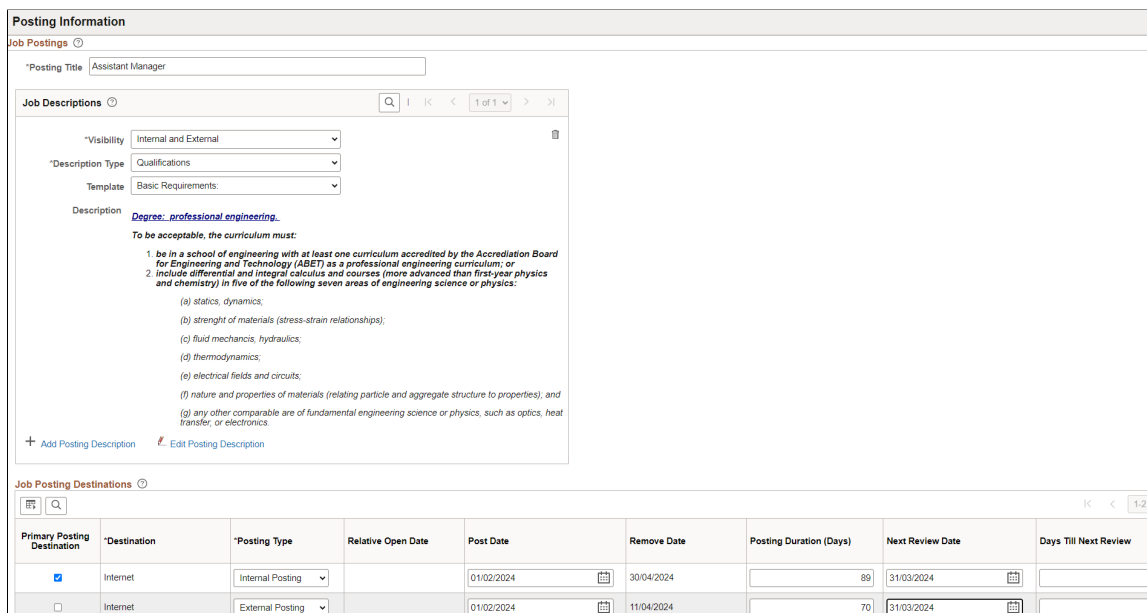 Posting Information
Job Postings
*Posting Title Assistant Manager
Job Descriptions 1 of 1
*Visibility Internal and External
*Description Type Qualifications
Template Basic Requirements:
Description Degree: professional engineering.
To be acceptable, the curriculum must:
1. be in a school of engineering with at least one curriculum accredited by the Accrediation Board
for Engineering and Technology (ABET) as a professional engineering curriculum; or
2. include differential and integral calculus and courses (more advanced than first-year physics
and chemistry) in five of the following seven areas of engineering science or physics:
(a) statics, dynamics;
(b) strenght of materials (stress-strain relationships);
(c) fluid mechancis, hydraulics;
(d) thermodynamics;
(e) electrical fields and circuits;
(f) nature and properties of materials (relating particle and aggregate structure to properties); and
(g) any other comparable are of fundamental engineering science or physics, such as optics, heat
transfer, or electronics.
Add Posting Description Edit Posting Description
Job Posting Destinations
1-2
Primary Posting Destination *Destination *Posting Type Relative Open Date Post Date Remove Date Posting Duration (Days) Next Review Date Days Till Next Review
Internet Internal Posting 01/02/2024 30/04/2024 89 31/03/2024
Internet External Posting 01/02/2024 11/04/2024 70 31/03/2024